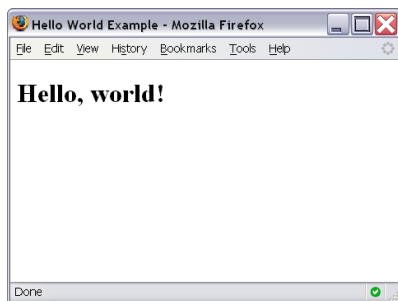 Hello World Example - Mozilla Firefox
File Edit View History Bookmarks Tools Help
Hello, world!
Done